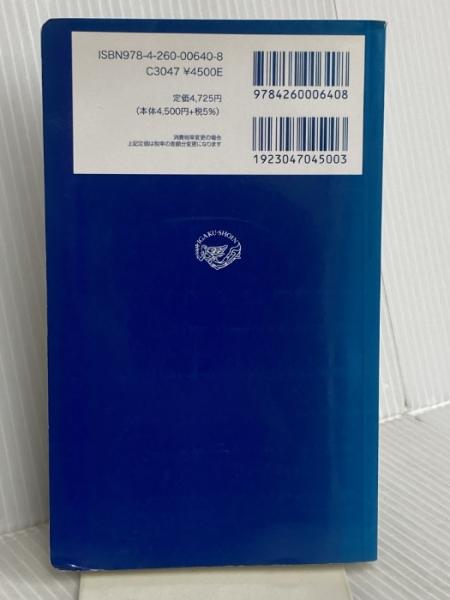 ISBN978-4-260-00640-8
C3047 ¥4500E
定価4,725円
(本体4,500円+税5%)
消費税率変更の場合
上記定価は税率の差額分変更になります
9784260006408
1923047045003
IGAKU-SHOIN